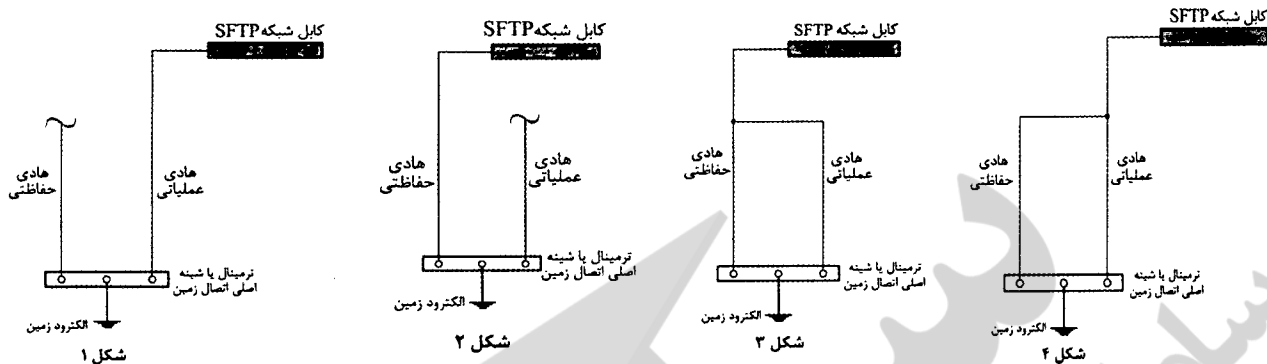 کابل شبکه SFTP
هادی حفاظتی
هادی عملیاتی
ترمینال یا شینه
اصلی اتصال زمین
الکترود زمین
شکل ۱
کابل شبکه SFTP
هادی حفاظتی
هادی عملیاتی
ترمینال یا شینه
اصلی اتصال زمین
الکترود زمین
شکل ۲
کابل شبکه SFTP
هادی حفاظتی
هادی عملیاتی
ترمینال یا شینه
اصلی اتصال زمین
الکترود زمین
شکل ۳
کابل شبکه SFTP
هادی حفاظتی
هادی عملیاتی
ترمینال یا شینه
اصلی اتصال زمین
الکترود زمین
شکل ۴